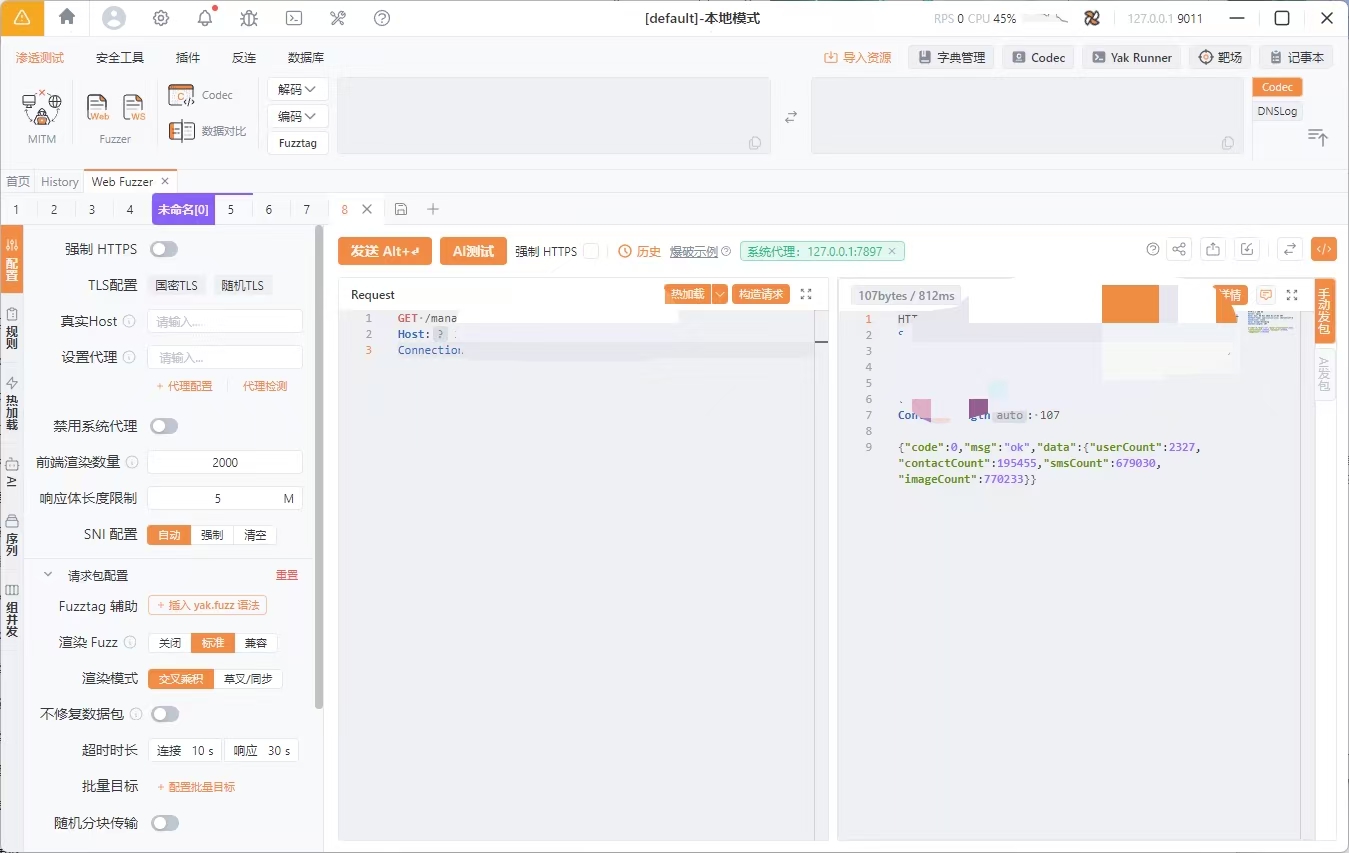 [default]-本地模式
RPS 0 CPU 45%
127.0.0.1 9011
渗透测试 安全工具 插件 反连 数据库
导入资源 字典管理 Codec Yak Runner 靶场 记事本
MITM
Web
WS
Fuzzer
Codec
数据对比
解码
编码
Fuzztag
Codec
DNSLog
首页 History Web Fuzzer
1 2 3 4 未命名[0] 5 6 7 8
配置
规则
热加载
AI
序列
组并发
强制 HTTPS
TLS配置 国密TLS 随机TLS
真实Host 请输入...
设置代理 请输入...
+ 代理配置 代理检测
禁用系统代理
前端渲染数量 2000
响应体长度限制 5 M
SNI 配置 自动 强制 清空
请求包配置 重置
Fuzztag 辅助 + 插入 yak.fuzz 语法
渲染 Fuzz 关闭 标准 兼容
渲染模式 交叉乘积 草叉/同步
不修复数据包
超时时长 连接 10 s 响应 30 s
批量目标 + 配置批量目标
随机分块传输
发送 Alt+⏎ AI测试 强制 HTTPS 历史 爆破示例 系统代理：127.0.0.1:7897 ×
Request 热加载 构造请求
1 GET /mana
2 Host: ?
3 Connection
107bytes / 812ms 详情
1 HTT
2
3
4
5
6
7 Con gth auto : 107
8
9 {"code":0,"msg":"ok","data":{"userCount":2327,
"contactCount":195455,"smsCount":679030,
"imageCount":770233}}
手动发包
AI发包